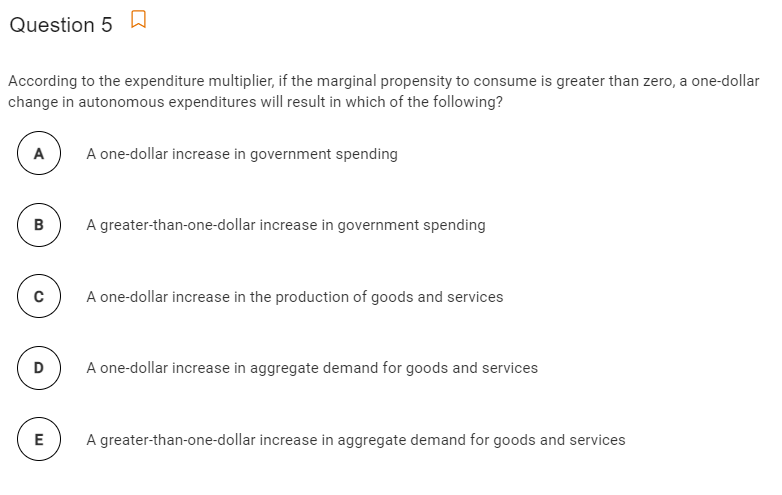 Question 5
According to the expenditure multiplier, if the marginal propensity to consume is greater than zero, a one-dollar
change in autonomous expenditures will result in which of the following?
A A one-dollar increase in government spending
B A greater-than-one-dollar increase in government spending
C A one-dollar increase in the production of goods and services
D A one-dollar increase in aggregate demand for goods and services
E A greater-than-one-dollar increase in aggregate demand for goods and services